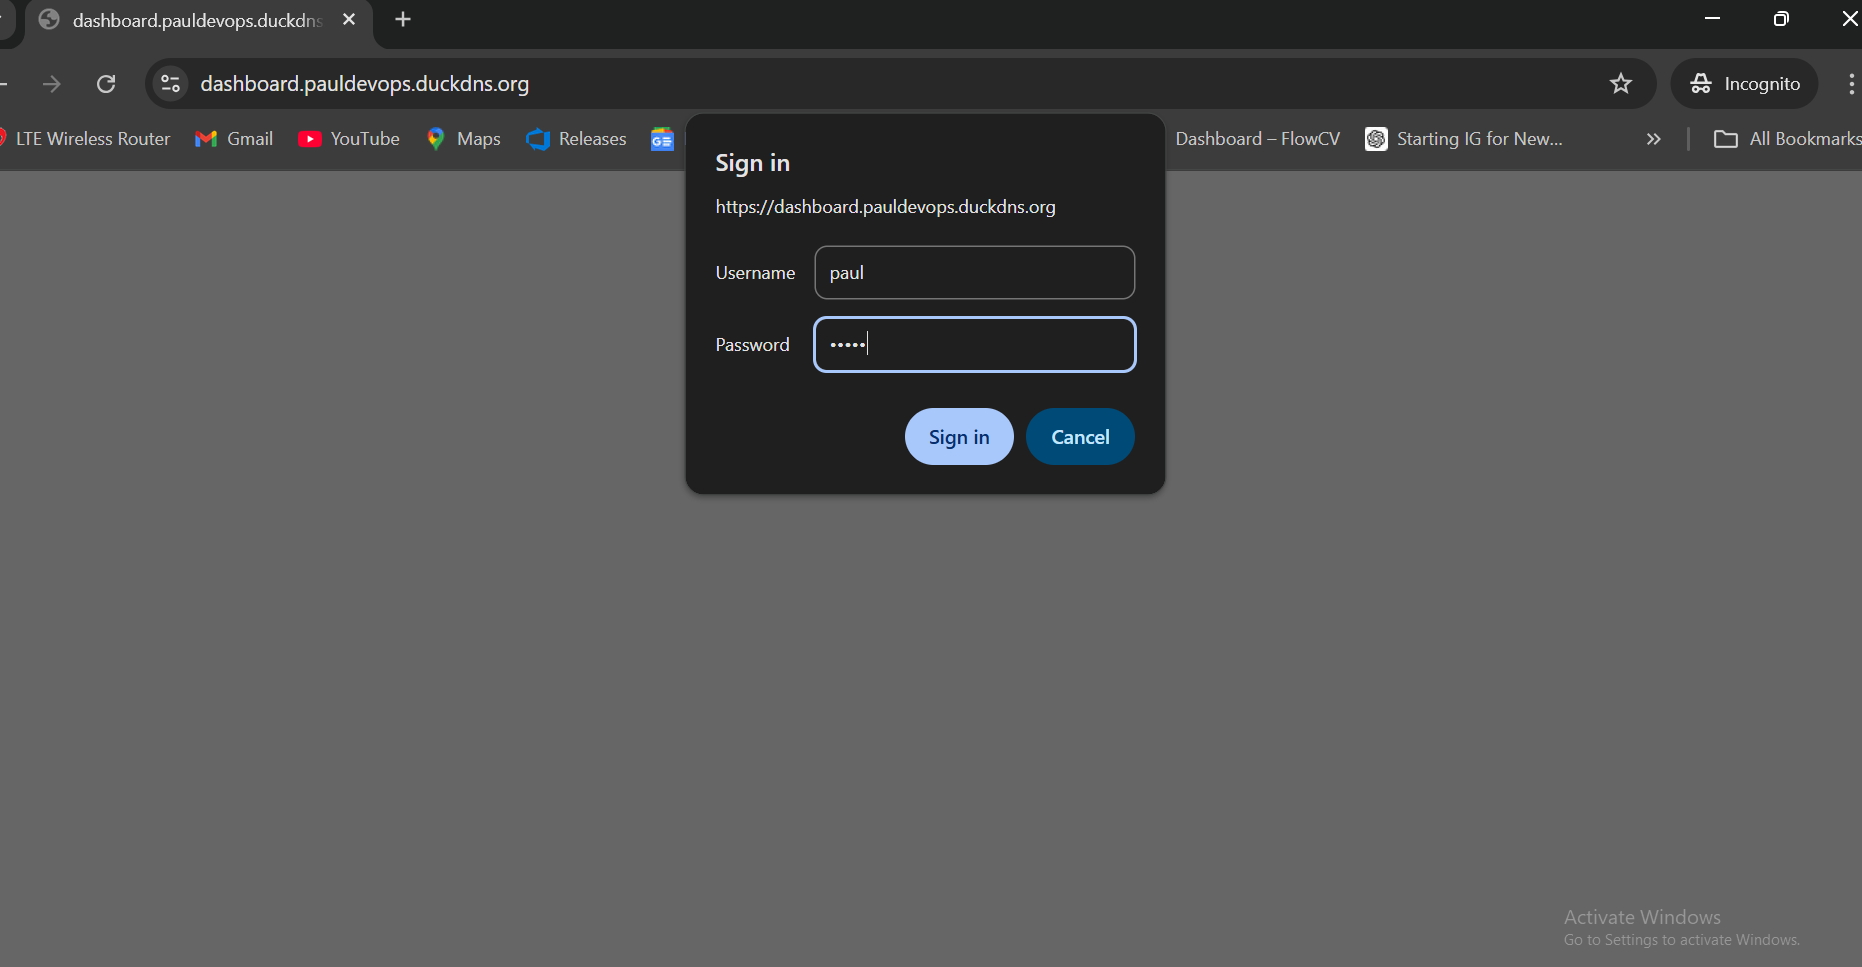 dashboard.pauldevops.duckdns
dashboard.pauldevops.duckdns.org
Incognito
LTE Wireless Router
Gmail
YouTube
Maps
Releases
GE
Dashboard – FlowCV
Starting IG for New...
All Bookmarks
Sign in
https://dashboard.pauldevops.duckdns.org
Username
paul
Password
•••••
Sign in
Cancel
Activate Windows
Go to Settings to activate Windows.